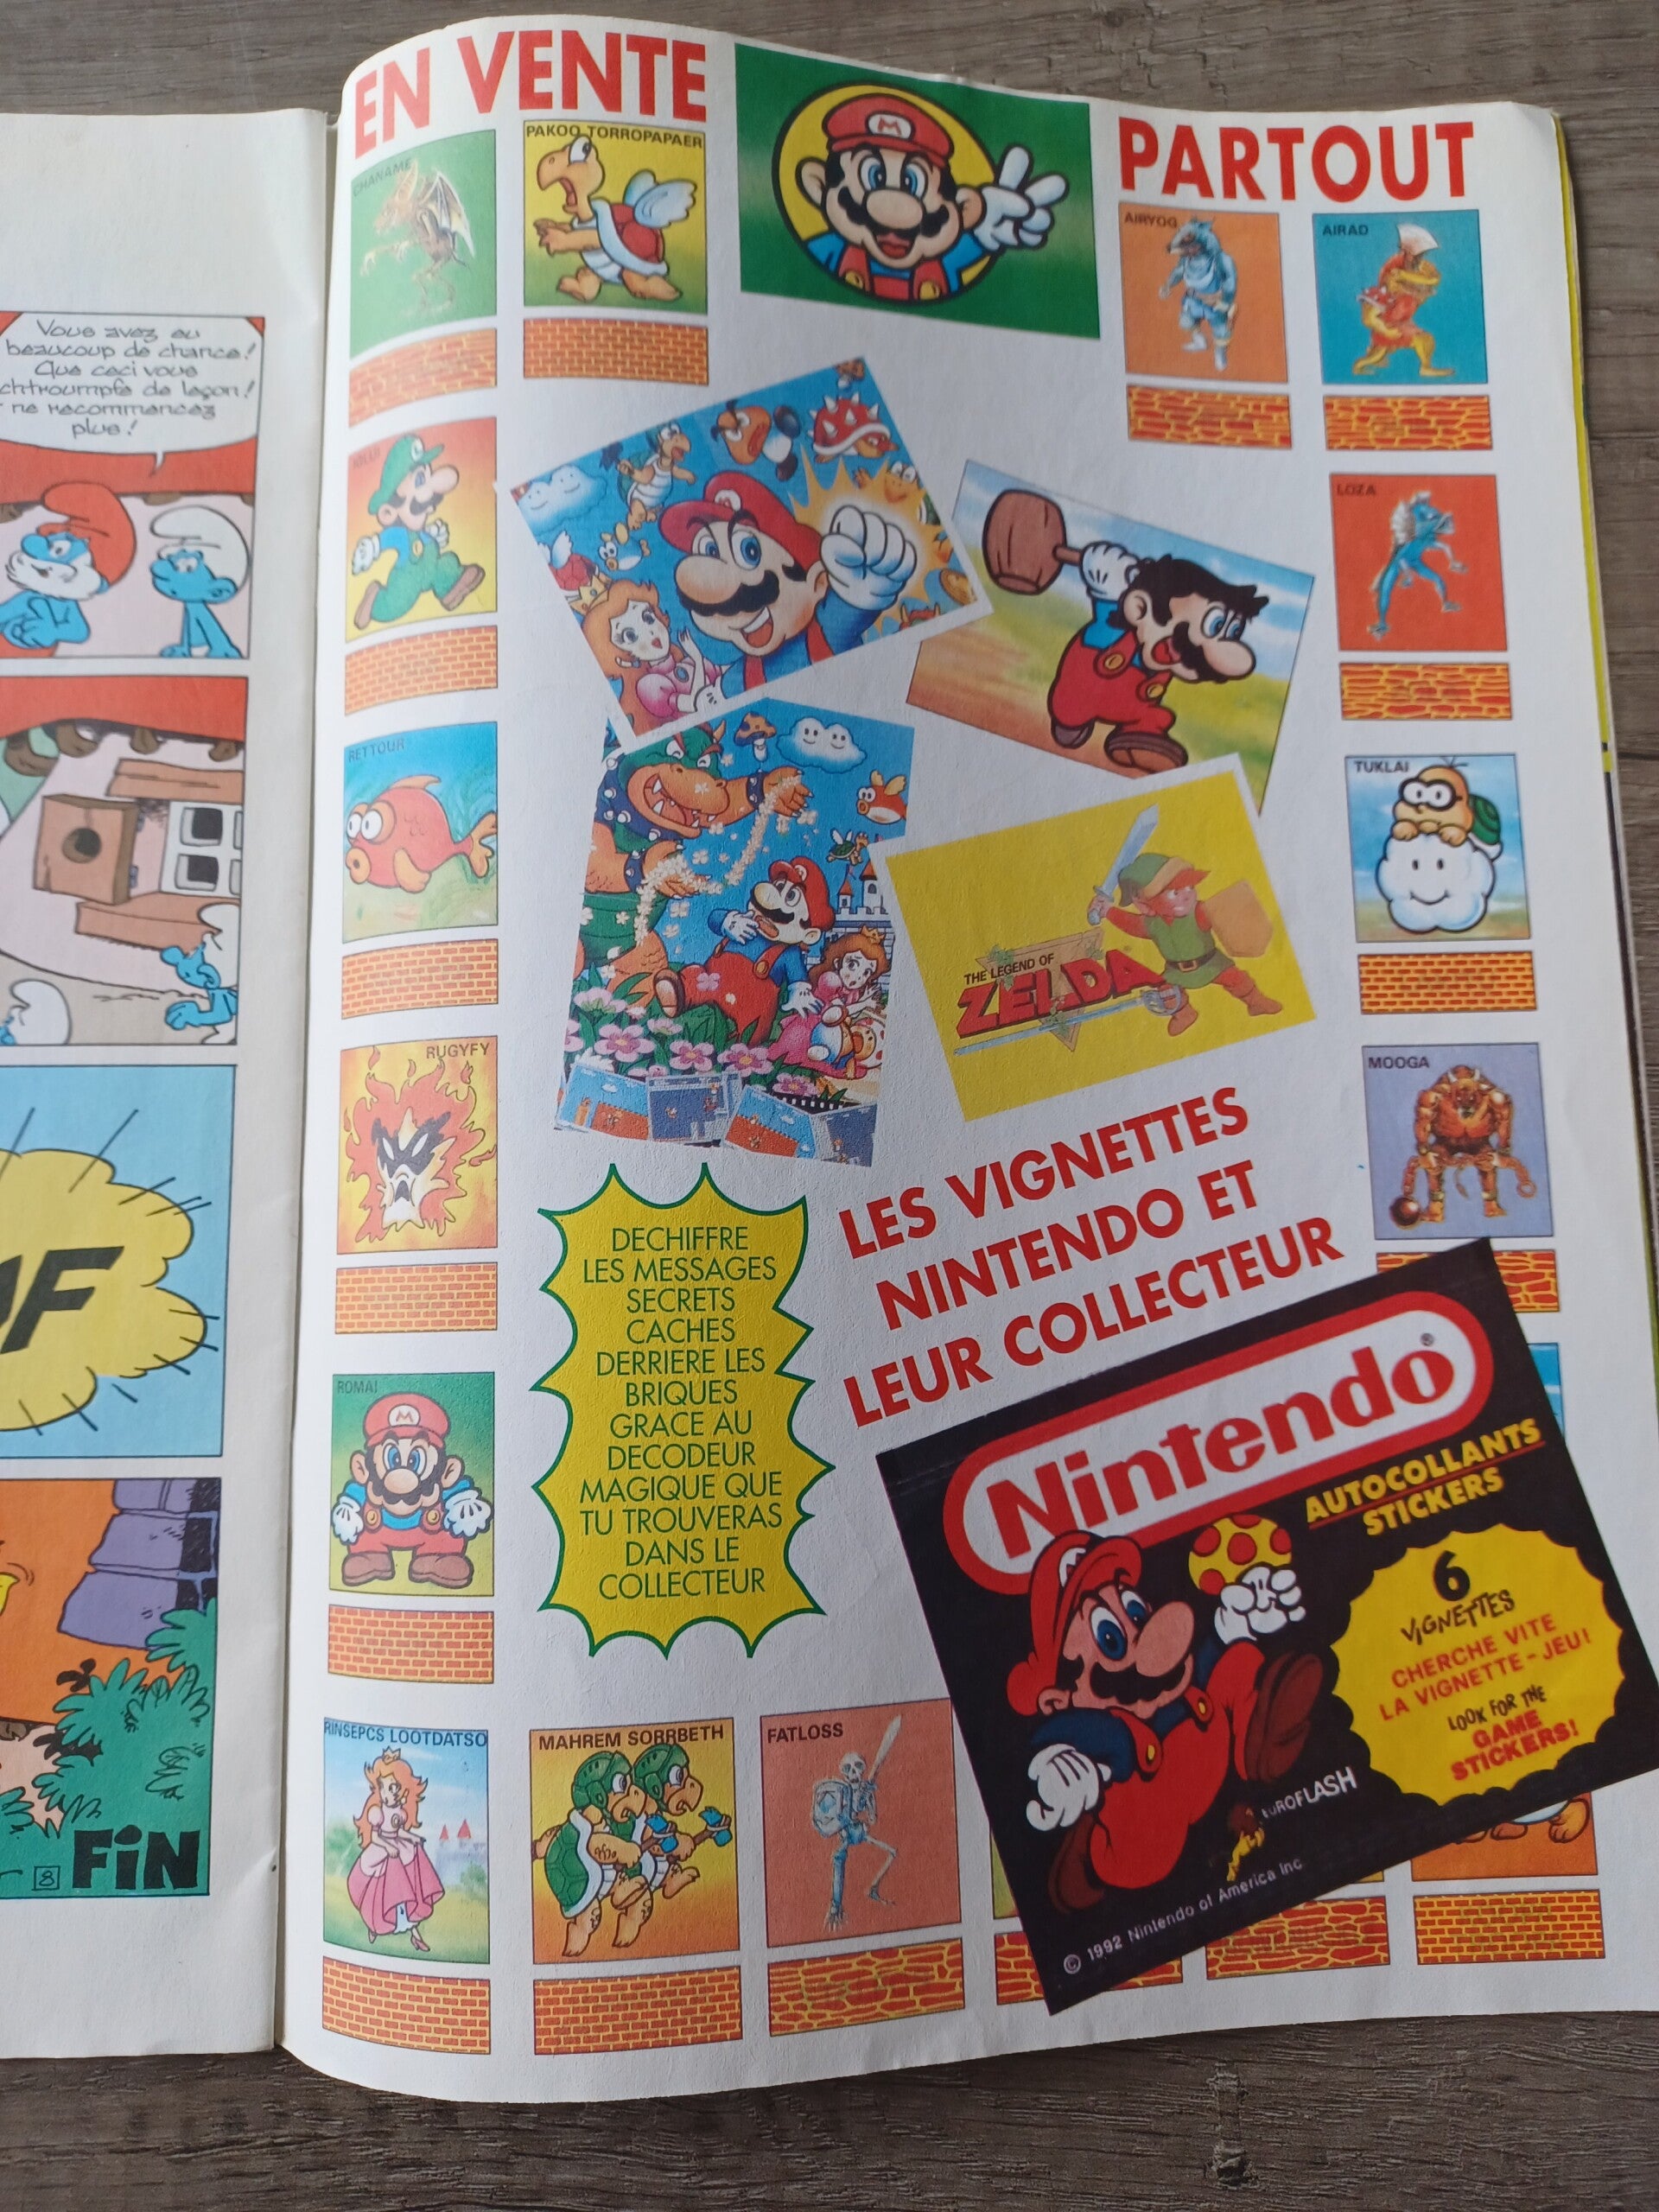 Vous avez eu
beaucoup de chance!
Que ceci vous
chtroumpfe de leçon!
ne recommencez
plus!
FiN
8
EN VENTE
PARTOUT
CHANAME
PAKOO TORROPAPAER
M
AIRYOG
AIRAD
LOZA
RETTOUR
TUKLAI
THE LEGEND OF
ZELDA
RUGYFY
MOOGA
LES VIGNETTES
NINTENDO ET
LEUR COLLECTEUR
DECHIFFRE
LES MESSAGES
SECRETS
CACHES
DERRIERE LES
BRIQUES
GRACE AU
DECODEUR
MAGIQUE QUE
TU TROUVERAS
DANS LE
COLLECTEUR
ROMAI
M
Nintendo®
AUTOCOLLANTS
STICKERS
6
VIGNETTES
CHERCHE VITE
LA VIGNETTE-JEU!
LOOK FOR THE
GAME
STICKERS!
EUROFLASH
© 1992 Nintendo of America Inc.
RINSEPCS LOOTDATSO
MAHREM SORRBETH
FATLOSS